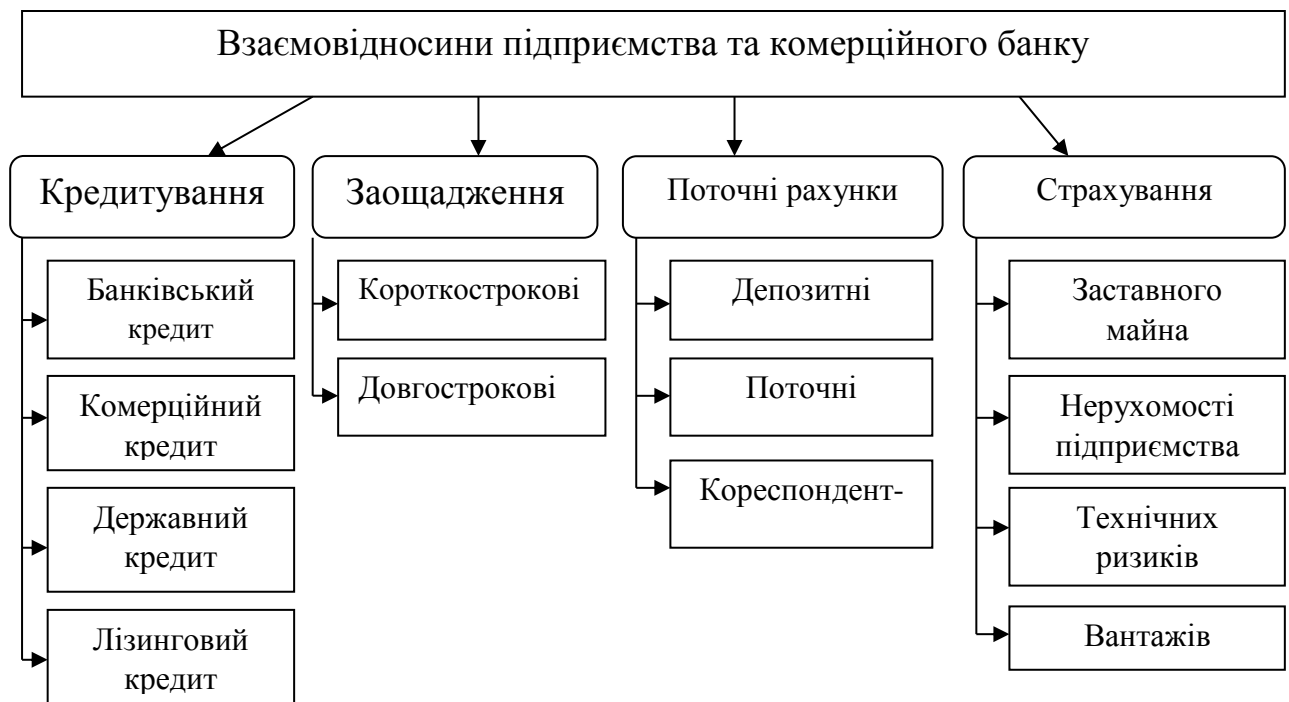 Взаємовідносини підприємства та комерційного банку
Кредитування
Банківський
кредит
Комерційний
кредит
Державний
кредит
Лізинговий
кредит
Заощадження
Короткострокові
Довгострокові
Поточні рахунки
Депозитні
Поточні
Кореспондент-
Страхування
Заставного
майна
Нерухомості
підприємства
Технічних
ризиків
Вантажів